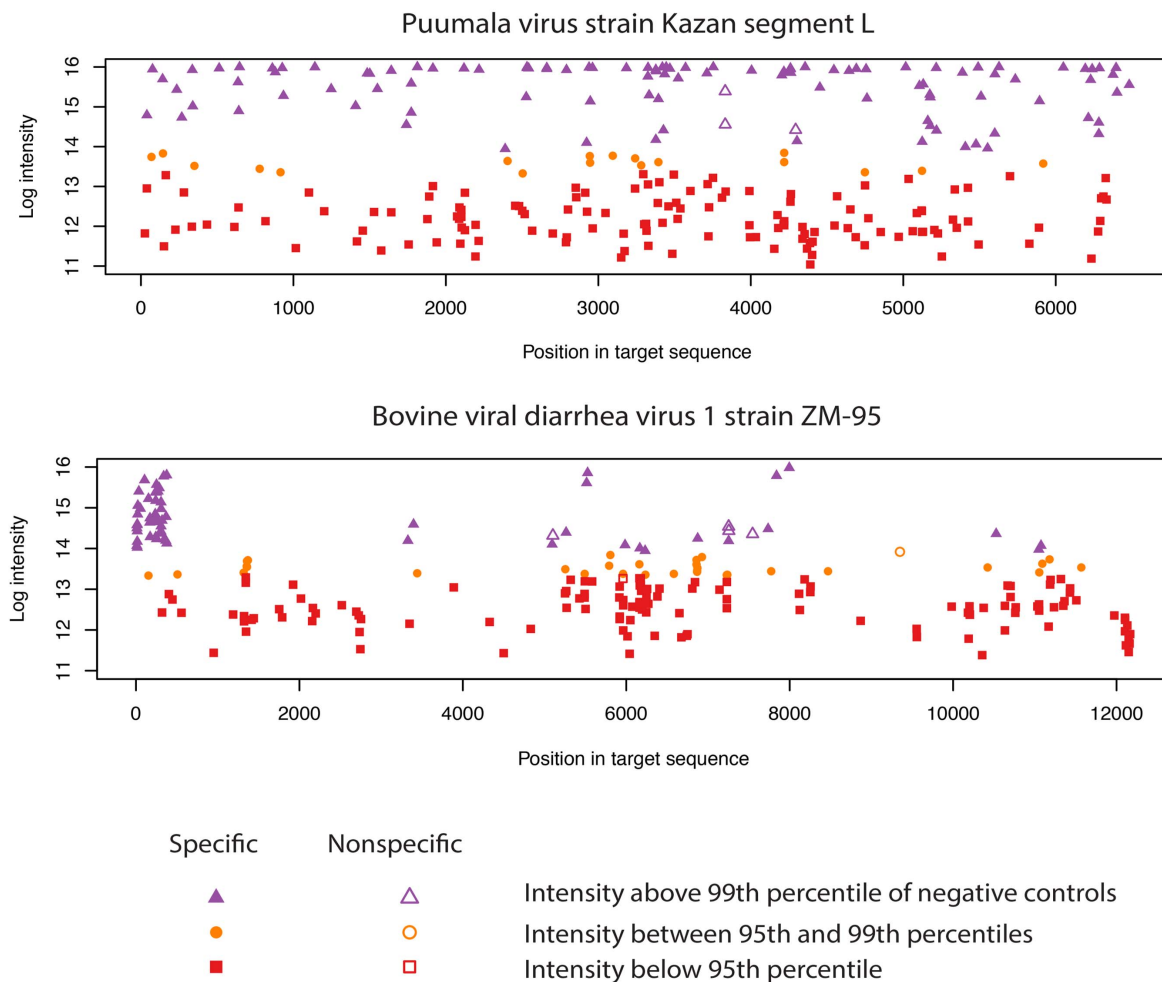 Puumala virus strain Kazan segment L
16
15
14
13
12
11
Log intensity
0 1000 2000 3000 4000 5000 6000
Position in target sequence
Bovine viral diarrhea virus 1 strain ZM-95
16
15
14
13
12
11
Log intensity
0 2000 4000 6000 8000 10000 12000
Position in target sequence
Specific Nonspecific
Intensity above 99th percentile of negative controls
Intensity between 95th and 99th percentiles
Intensity below 95th percentile